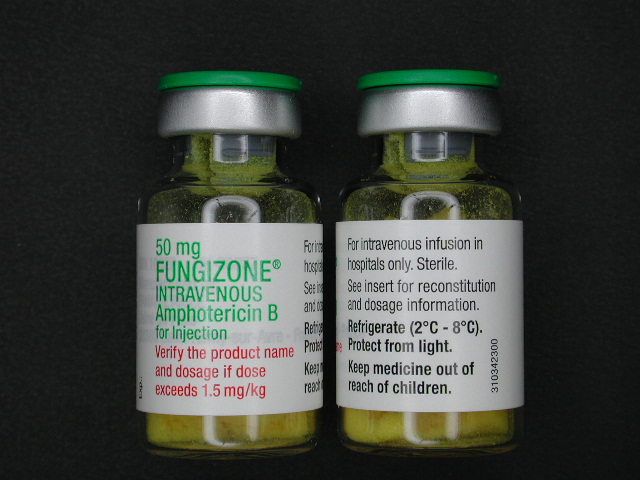 50 mg
FUNGIZONE®
INTRAVENOUS
Amphotericin B
for Injection
Verify the product name
and dosage if dose
exceeds 1.5 mg/kg
Exp.:
For intravenous infusion in
hospitals only. Sterile.
See insert for reconstitution
and dosage information.
Refrigerate (2°C - 8°C).
Protect from light.
Keep medicine out of
reach of children.
310342300